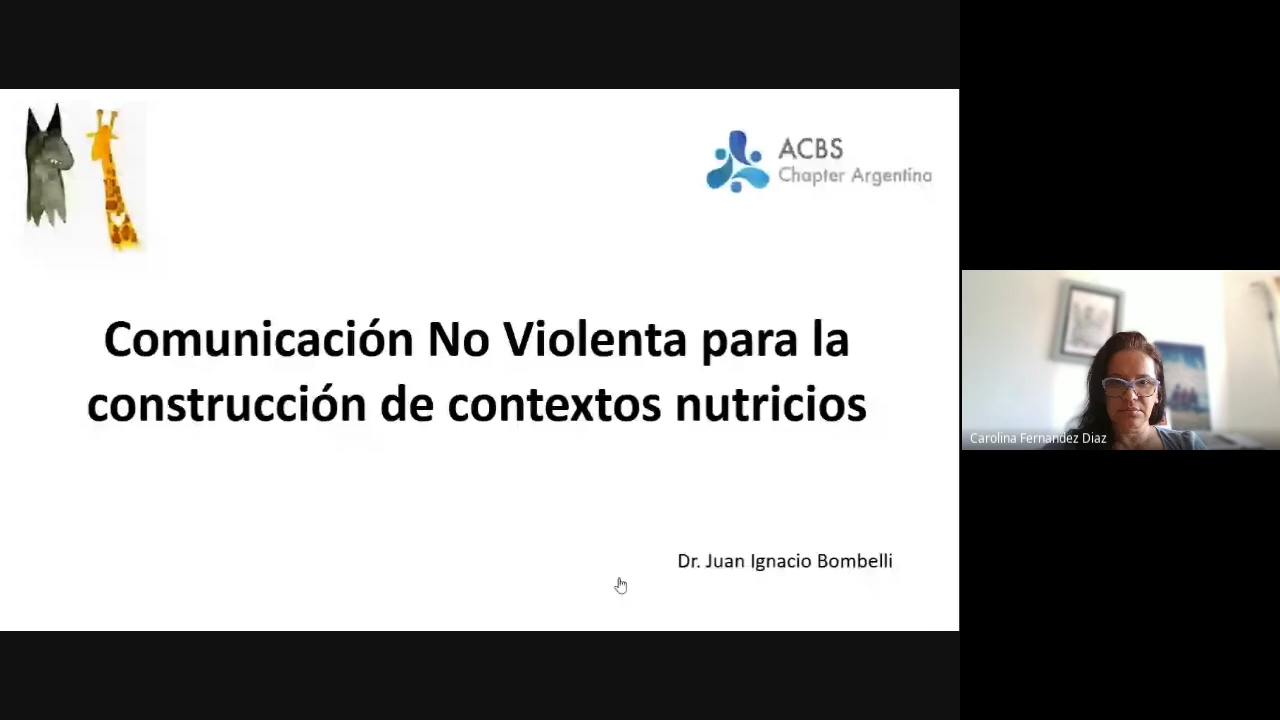 ACBS
Chapter Argentina
Comunicación No Violenta para la
construcción de contextos nutricios
Dr. Juan Ignacio Bombelli
Carolina Fernandez Diaz